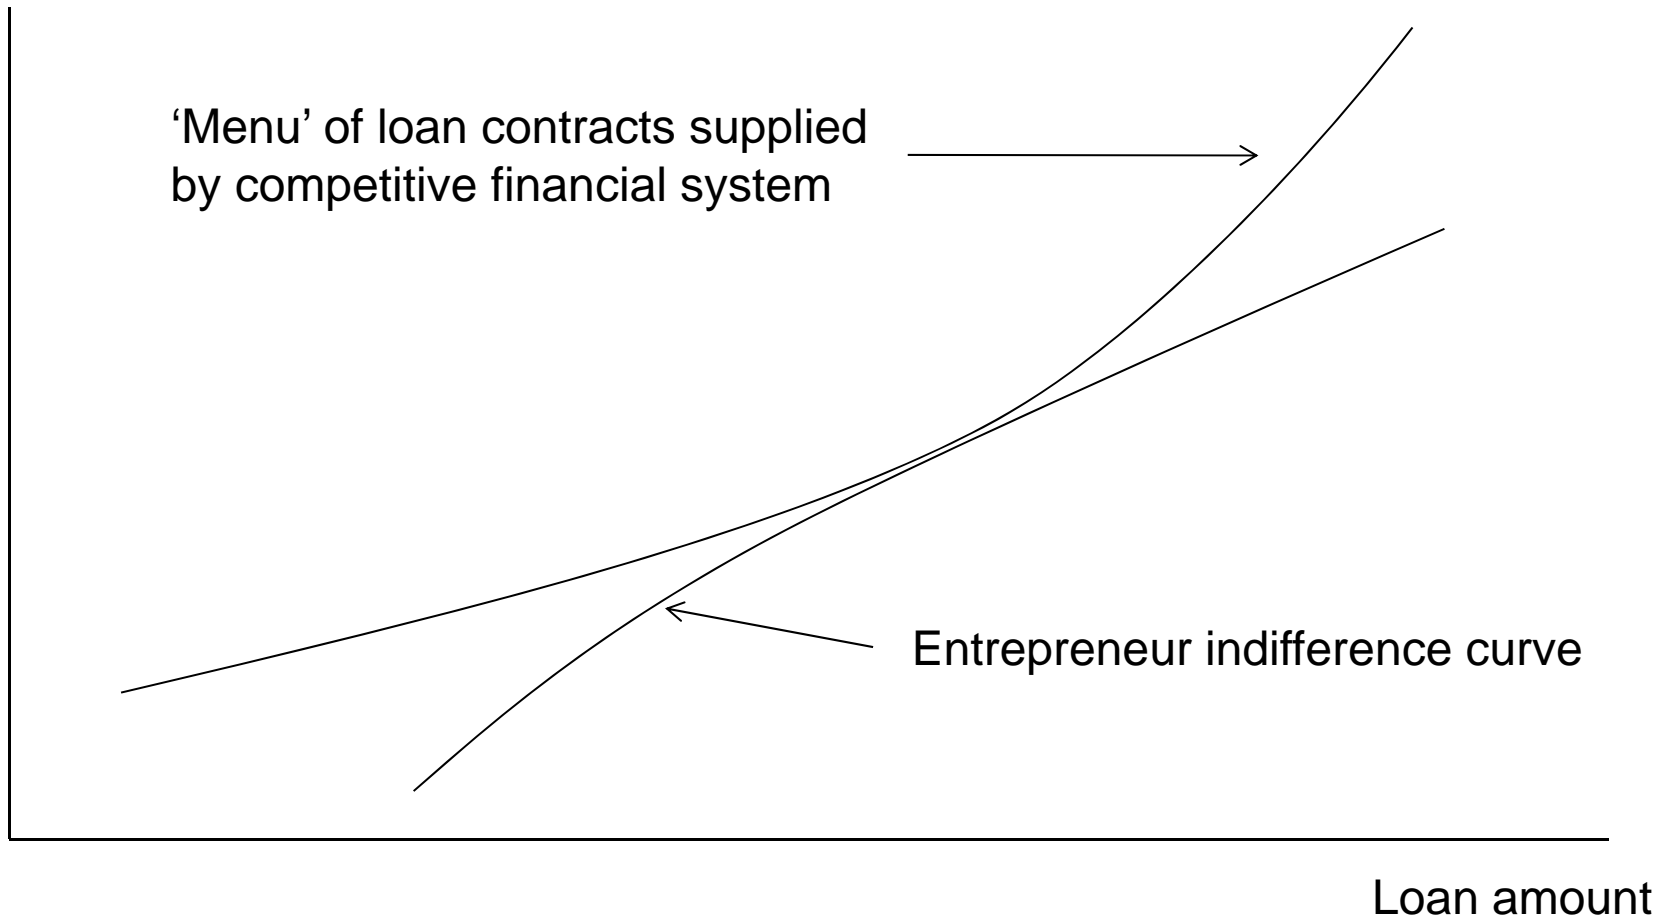 ‘Menu’ of loan contracts supplied
by competitive financial system
Entrepreneur indifference curve
Loan amount